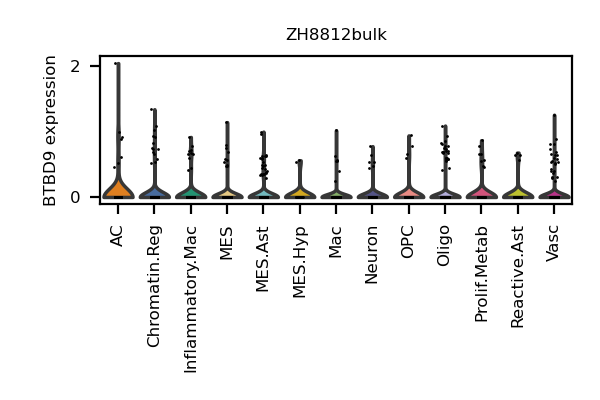 ZH8812bulk
BTBD9 expression
2
0
AC
Chromatin.Reg
Inflammatory.Mac
MES
MES.Ast
MES.Hyp
Mac
Neuron
OPC
Oligo
Prolif.Metab
Reactive.Ast
Vasc